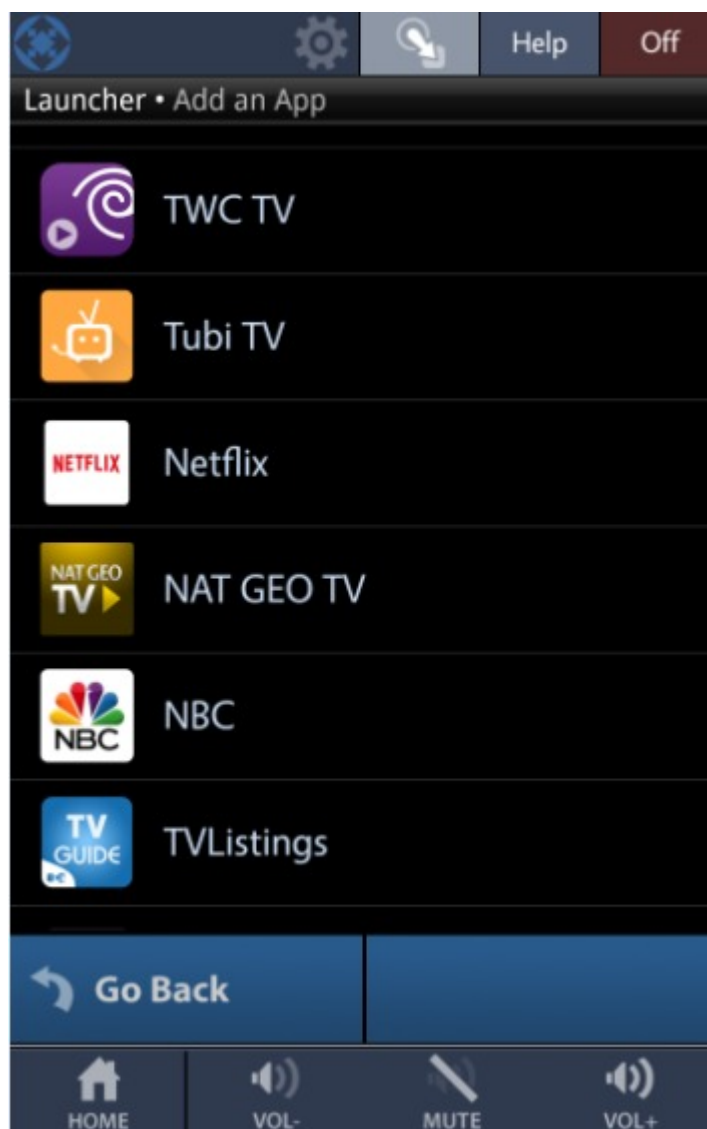 Help
Off
Launcher • Add an App
TWC TV
Tubi TV
NETFLIX
Netflix
NAT GEO
TV
NAT GEO TV
NBC
NBC
TV
GUIDE
TVListings
Go Back
HOME
VOL-
MUTE
VOL+